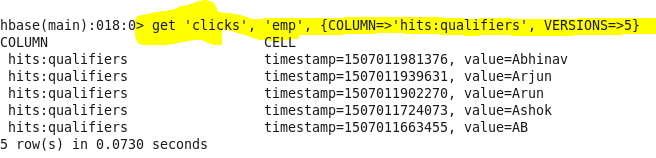 hbase(main):018:0> get 'clicks', 'emp', {COLUMN=>'hits:qualifiers', VERSIONS=>5}
COLUMN CELL
hits:qualifiers timestamp=1507011981376, value=Abhinav
hits:qualifiers timestamp=1507011939631, value=Arjun
hits:qualifiers timestamp=1507011902270, value=Arun
hits:qualifiers timestamp=1507011724073, value=Ashok
hits:qualifiers timestamp=1507011663455, value=AB
5 row(s) in 0.0730 seconds